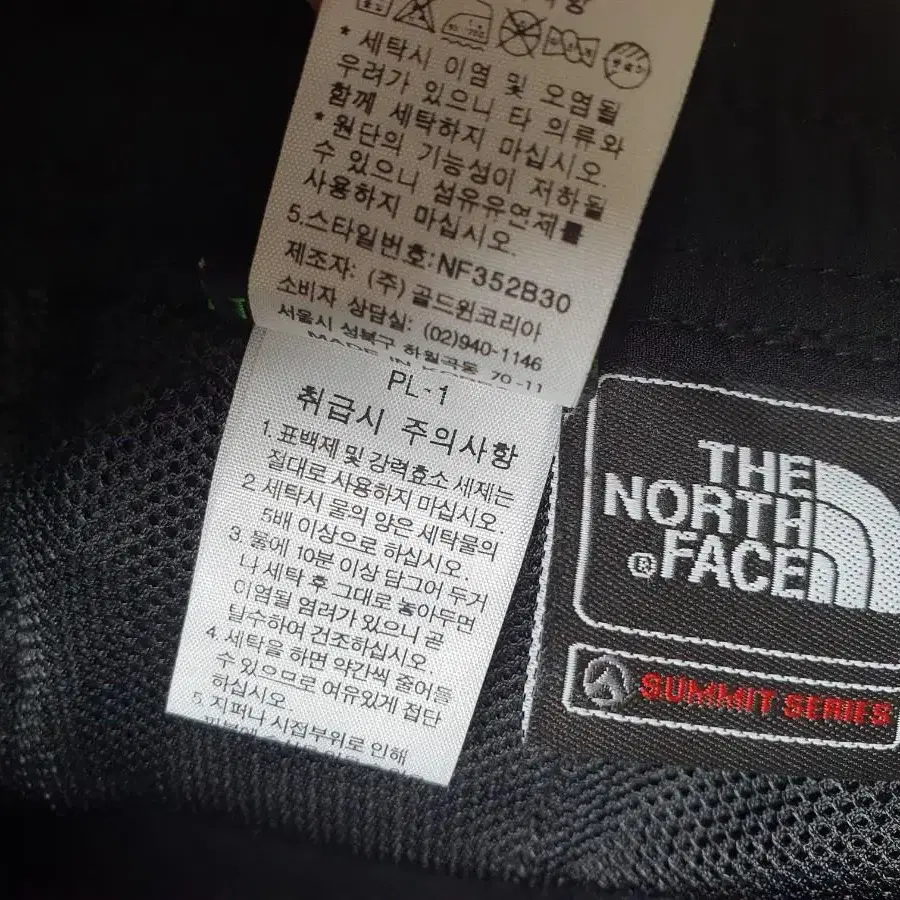 * 세탁시 이염 및 오염될
우려가 있으니 타 의류와
함께 세탁하지 마십시오.
* 원단의 기능성이 저하될
수 있으니 섬유유연제를
사용하지 마십시오.
5.스타일번호:NF352B30
제조자: (주) 골드윈코리아
소비자 상담실: (02)940-1146
서울시 성북구 하월곡동 70-11
MADE IN
PL-1
취급시 주의사항
1. 표백제 및 강력효소 세제는
절대로 사용하지 마십시오.
2. 세탁시 물의 양은 세탁물의
5배 이상으로 하십시오.
3. 물에 10분 이상 담그어 두거
나 세탁 후 그대로 놓아두면
이염될 염려가 있으니 곧
탈수하여 건조하십시오
4. 세탁을 하면 약간씩 줄어들
수 있으므로 여유있게 접단
하십시오
5. 지퍼나 시접부위로 인해
THE
NORTH
®FACE
SUMMIT SERIES